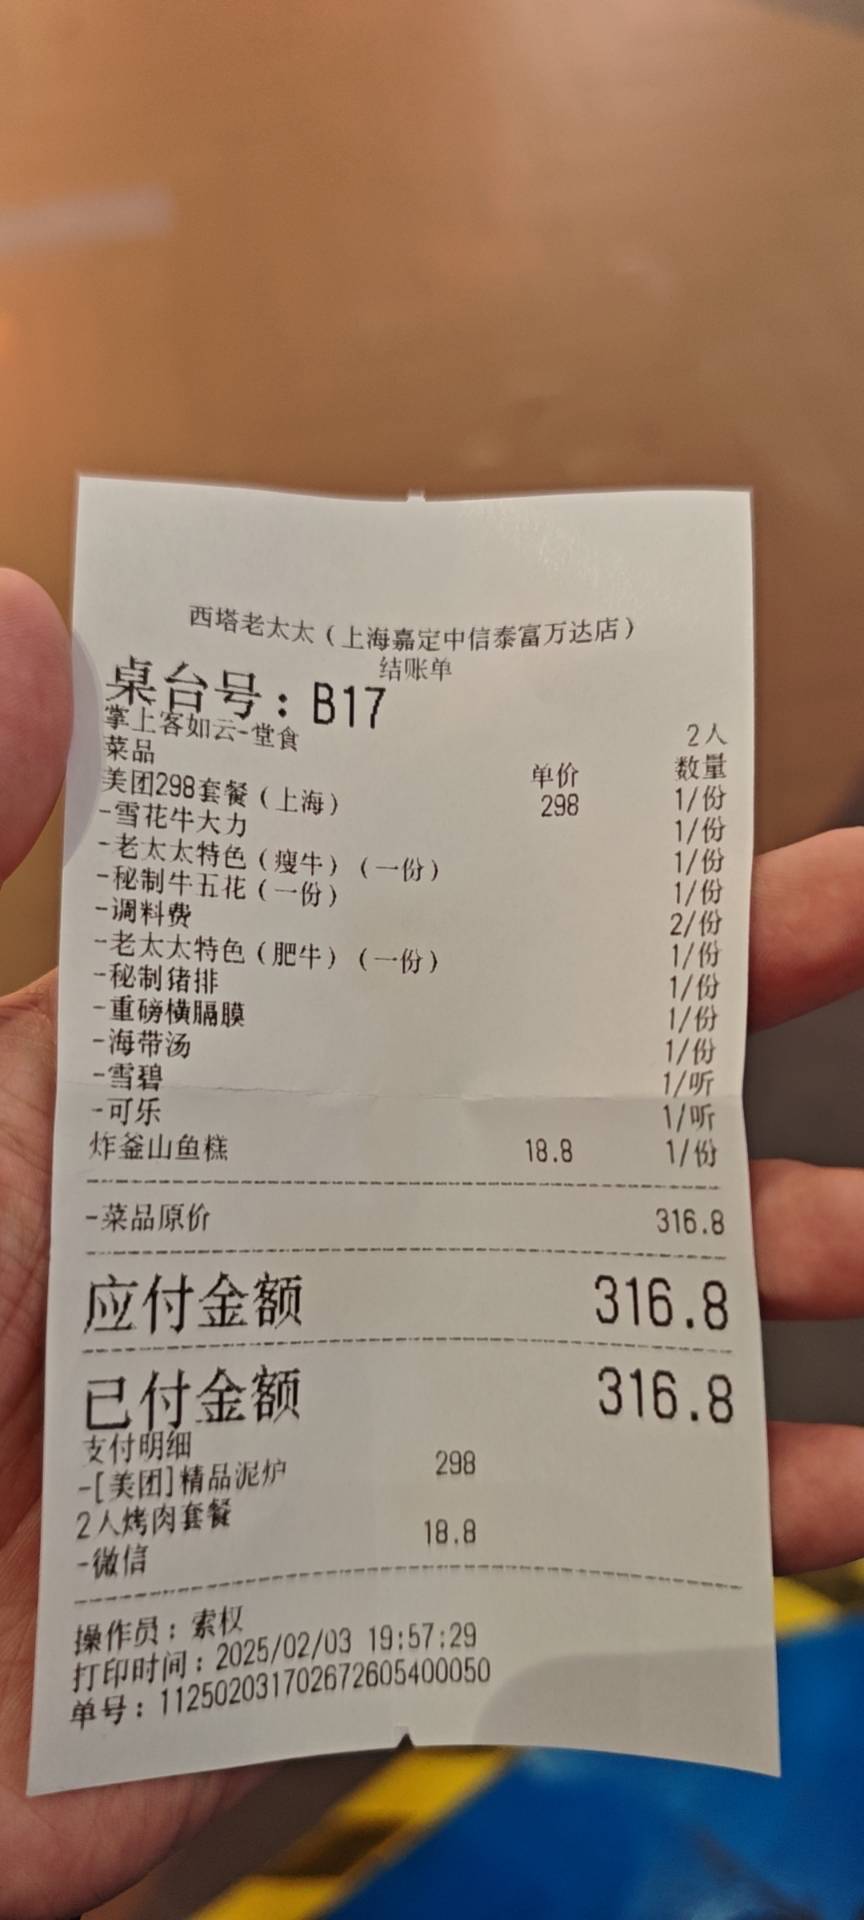 西塔老太太（上海嘉定中信泰富万达店）
结账单
桌台号：B17
掌上客如云-堂食 2人
菜品 单价 数量
美团298套餐（上海） 298 1/份
-雪花牛大力 1/份
-老太太特色（瘦牛）（一份） 1/份
-秘制牛五花（一份） 1/份
-调料费 2/份
-老太太特色（肥牛）（一份） 1/份
-秘制猪排 1/份
-重磅横膈膜 1/份
-海带汤 1/份
-雪碧 1/听
-可乐 1/听
炸釜山鱼糕 18.8 1/份
-菜品原价 316.8
应付金额 316.8
已付金额 316.8
支付明细
-[美团]精品泥炉 298
2人烤肉套餐
-微信 18.8
操作员：索权
打印时间：2025/02/03 19:57:29
单号：112502031702672605400050